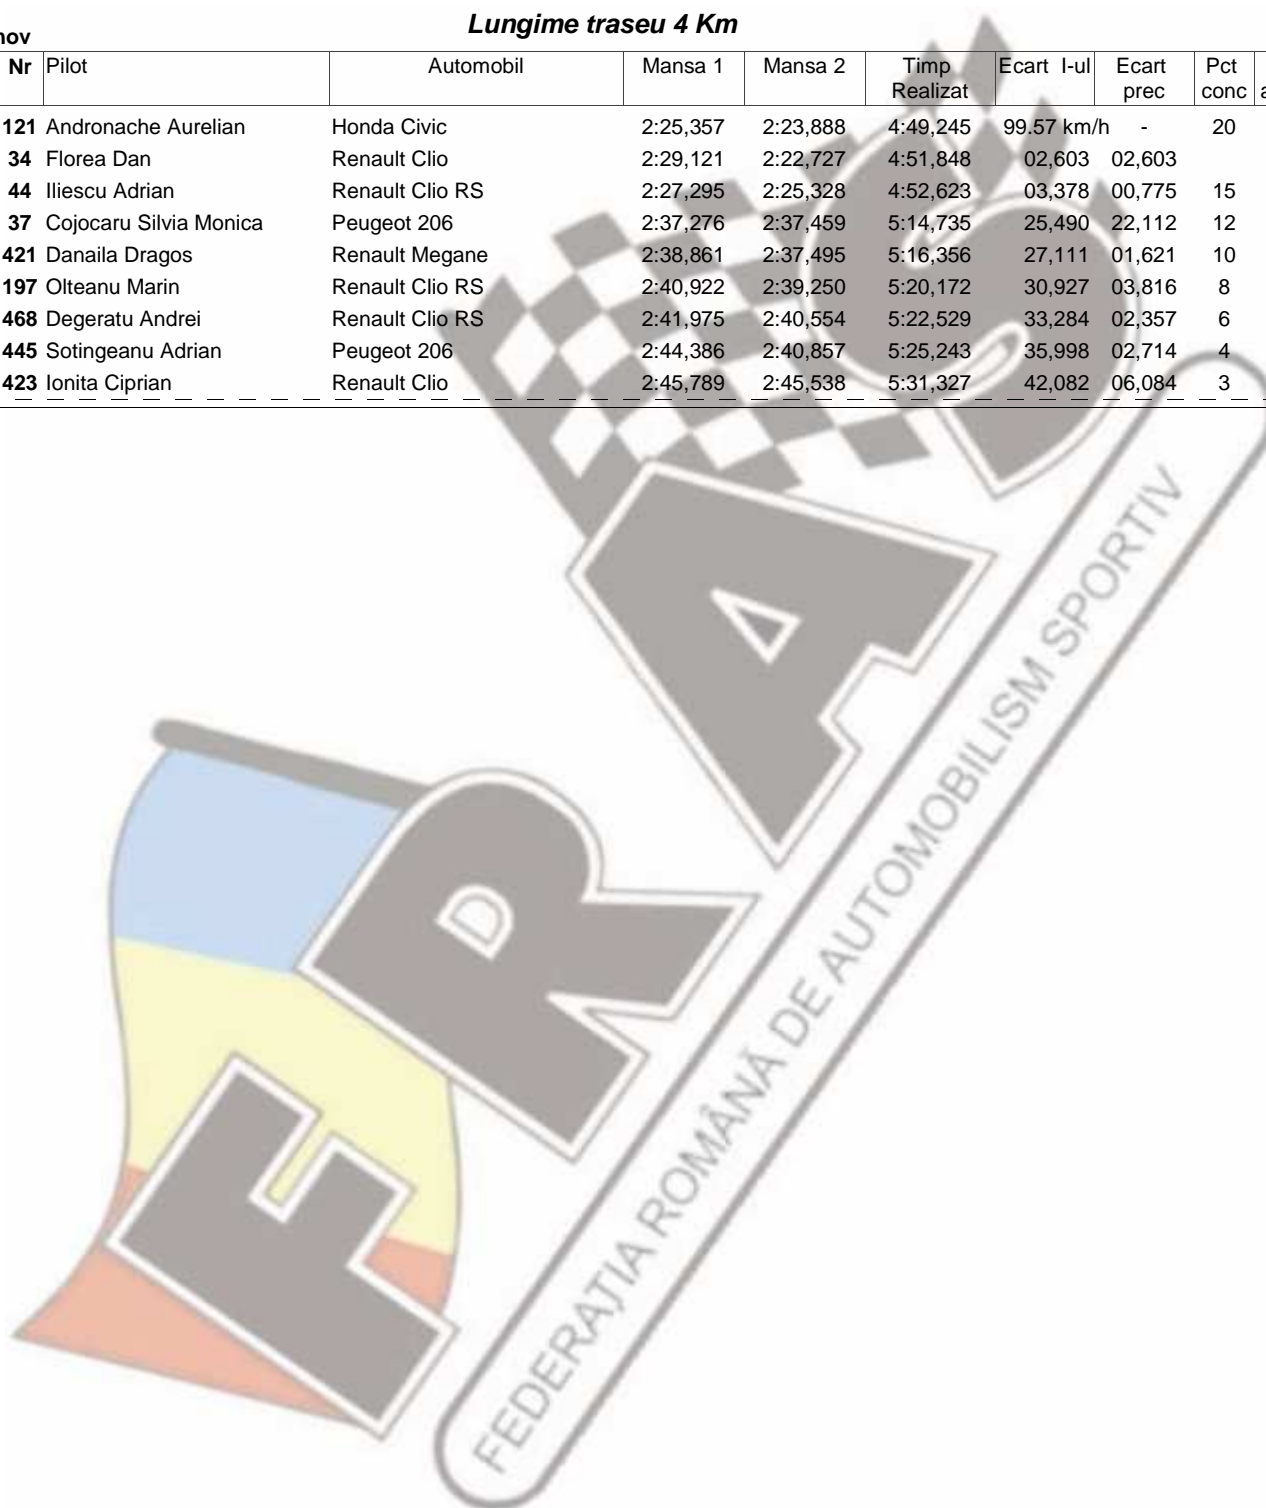 Lungime traseu 4 Km
nov
Nr Pilot Automobil Mansa 1 Mansa 2 Timp Realizat Ecart I-ul Ecart prec Pct conc
121 Andronache Aurelian Honda Civic 2:25,357 2:23,888 4:49,245 99.57 km/h - 20
34 Florea Dan Renault Clio 2:29,121 2:22,727 4:51,848 02,603 02,603
44 Iliescu Adrian Renault Clio RS 2:27,295 2:25,328 4:52,623 03,378 00,775 15
37 Cojocaru Silvia Monica Peugeot 206 2:37,276 2:37,459 5:14,735 25,490 22,112 12
421 Danaila Dragos Renault Megane 2:38,861 2:37,495 5:16,356 27,111 01,621 10
197 Olteanu Marin Renault Clio RS 2:40,922 2:39,250 5:20,172 30,927 03,816 8
468 Degeratu Andrei Renault Clio RS 2:41,975 2:40,554 5:22,529 33,284 02,357 6
445 Sotingeanu Adrian Peugeot 206 2:44,386 2:40,857 5:25,243 35,998 02,714 4
423 Ionita Ciprian Renault Clio 2:45,789 2:45,538 5:31,327 42,082 06,084 3
FRAS
FEDERAŢIA ROMÂNĂ DE AUTOMOBILISM SPORTIV